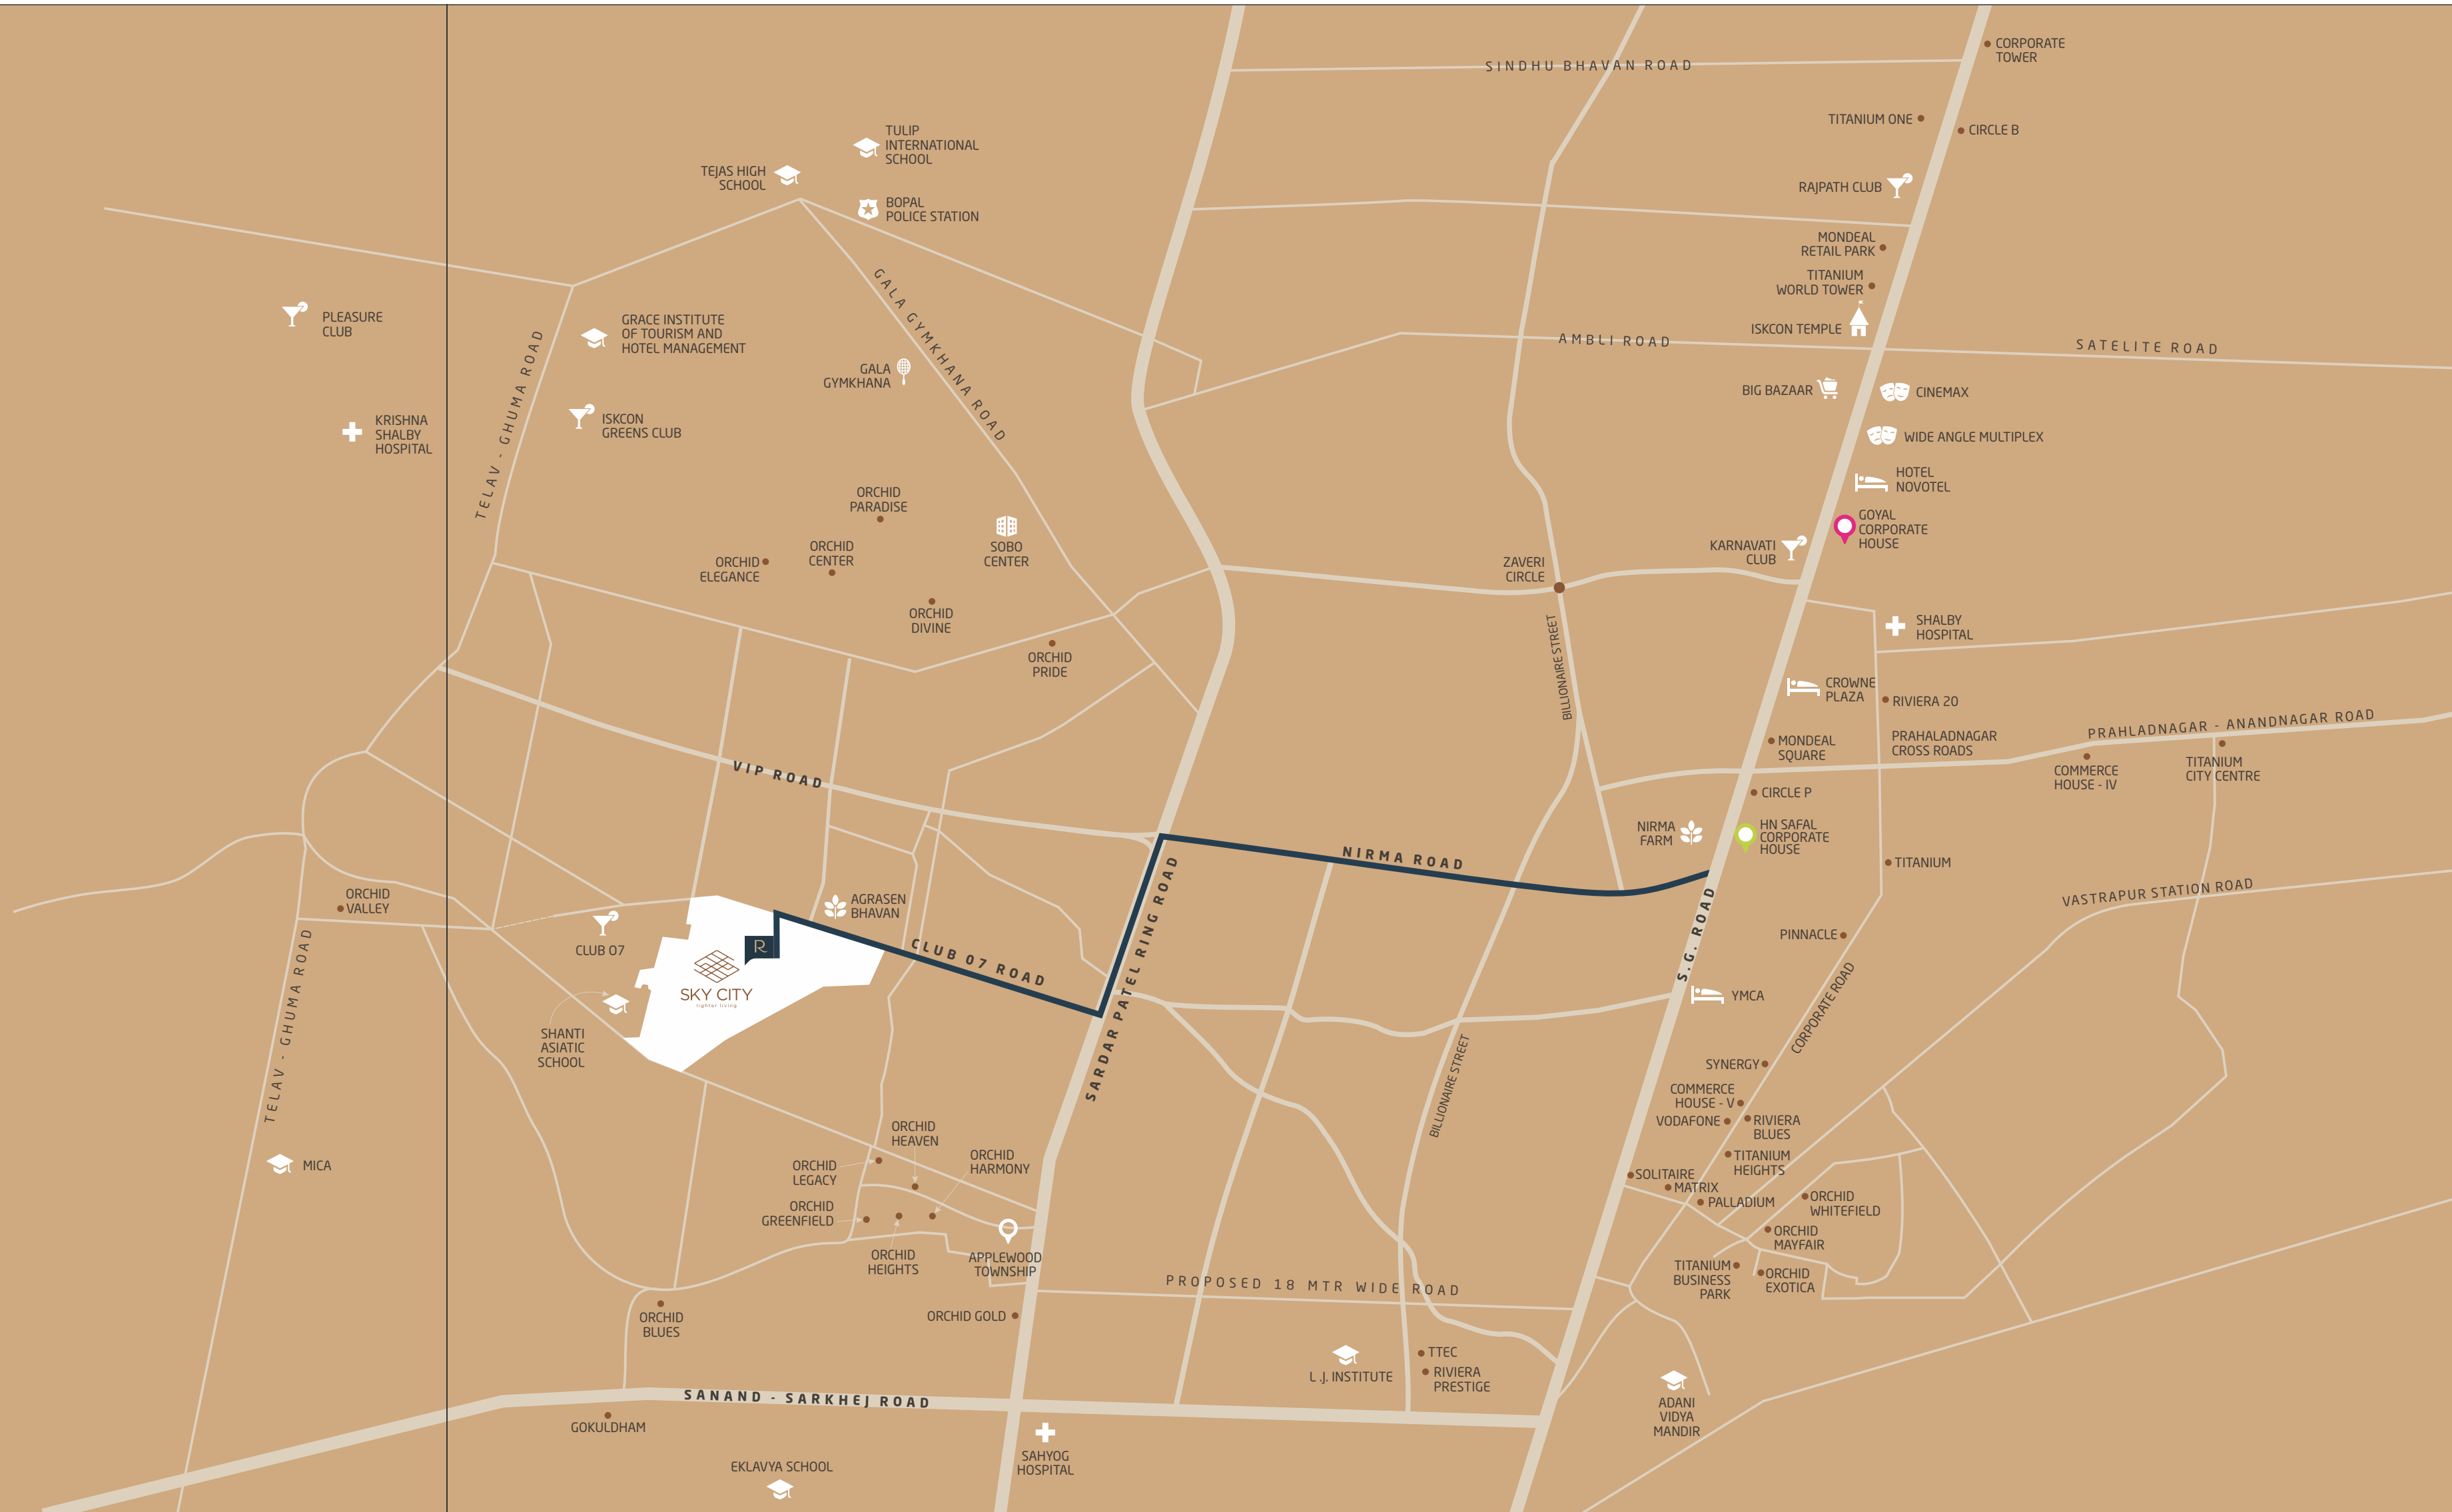 SINDHU BHAVAN ROAD
CORPORATE
TOWER
TITANIUM ONE
CIRCLE B
TULIP
INTERNATIONAL
SCHOOL
TEJAS HIGH
SCHOOL
BOPAL
POLICE STATION
RAJPATH CLUB
MONDEAL
RETAIL PARK
TITANIUM
WORLD TOWER
ISKCON TEMPLE
AMBLI ROAD
SATELITE ROAD
PLEASURE
CLUB
GRACE INSTITUTE
OF TOURISM AND
HOTEL MANAGEMENT
GALA GYMKHANA ROAD
GALA
GYMKHANA
TELAV - GHUMA ROAD
KRISHNA
SHALBY
HOSPITAL
ISKCON
GREENS CLUB
BIG BAZAAR
CINEMAX
WIDE ANGLE MULTIPLEX
HOTEL
NOVOTEL
GOYAL
CORPORATE
HOUSE
KARNAVATI
CLUB
ORCHID
PARADISE
SOBO
CENTER
ORCHID
CENTER
ORCHID
ELEGANCE
ORCHID
DIVINE
ORCHID
PRIDE
ZAVERI
CIRCLE
BILLIONAIRE STREET
SHALBY
HOSPITAL
CROWNE
PLAZA
RIVIERA 20
PRAHLADNAGAR - ANANDNAGAR ROAD
MONDEAL
SQUARE
PRAHALADNAGAR
CROSS ROADS
COMMERCE
HOUSE - IV
TITANIUM
CITY CENTRE
VIP ROAD
CIRCLE P
NIRMA
FARM
HN SAFAL
CORPORATE
HOUSE
NIRMA ROAD
TITANIUM
VASTRAPUR STATION ROAD
ORCHID
VALLEY
AGRASEN
BHAVAN
CLUB 07
R
SKY CITY
lighter living
CLUB 07 ROAD
SARDAR PATEL RING ROAD
S.G. ROAD
PINNACLE
YMCA
CORPORATE ROAD
TELAV - GHUMA ROAD
SHANTI
ASIATIC
SCHOOL
BILLIONAIRE STREET
SYNERGY
COMMERCE
HOUSE - V
VODAFONE
RIVIERA
BLUES
TITANIUM
HEIGHTS
SOLITAIRE
MATRIX
PALLADIUM
ORCHID
WHITEFIELD
ORCHID
MAYFAIR
TITANIUM
BUSINESS
PARK
ORCHID
EXOTICA
MICA
ORCHID
HEAVEN
ORCHID
LEGACY
ORCHID
HARMONY
ORCHID
GREENFIELD
ORCHID
HEIGHTS
APPLEWOOD
TOWNSHIP
PROPOSED 18 MTR WIDE ROAD
ORCHID
BLUES
ORCHID GOLD
L .J. INSTITUTE
TTEC
RIVIERA
PRESTIGE
ADANI
VIDYA
MANDIR
SANAND - SARKHEJ ROAD
GOKULDHAM
SAHYOG
HOSPITAL
EKLAVYA SCHOOL